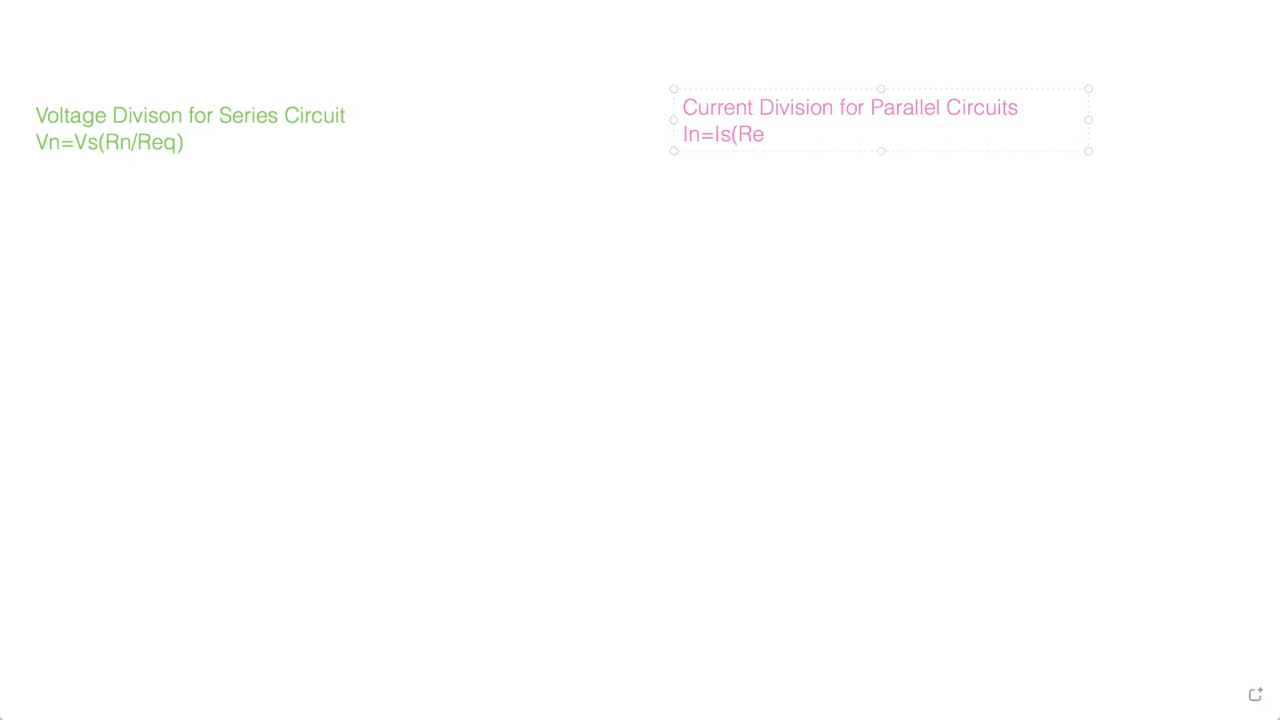 Voltage Divison for Series Circuit
Vn=Vs(Rn/Req)
Current Division for Parallel Circuits
In=Is(Re